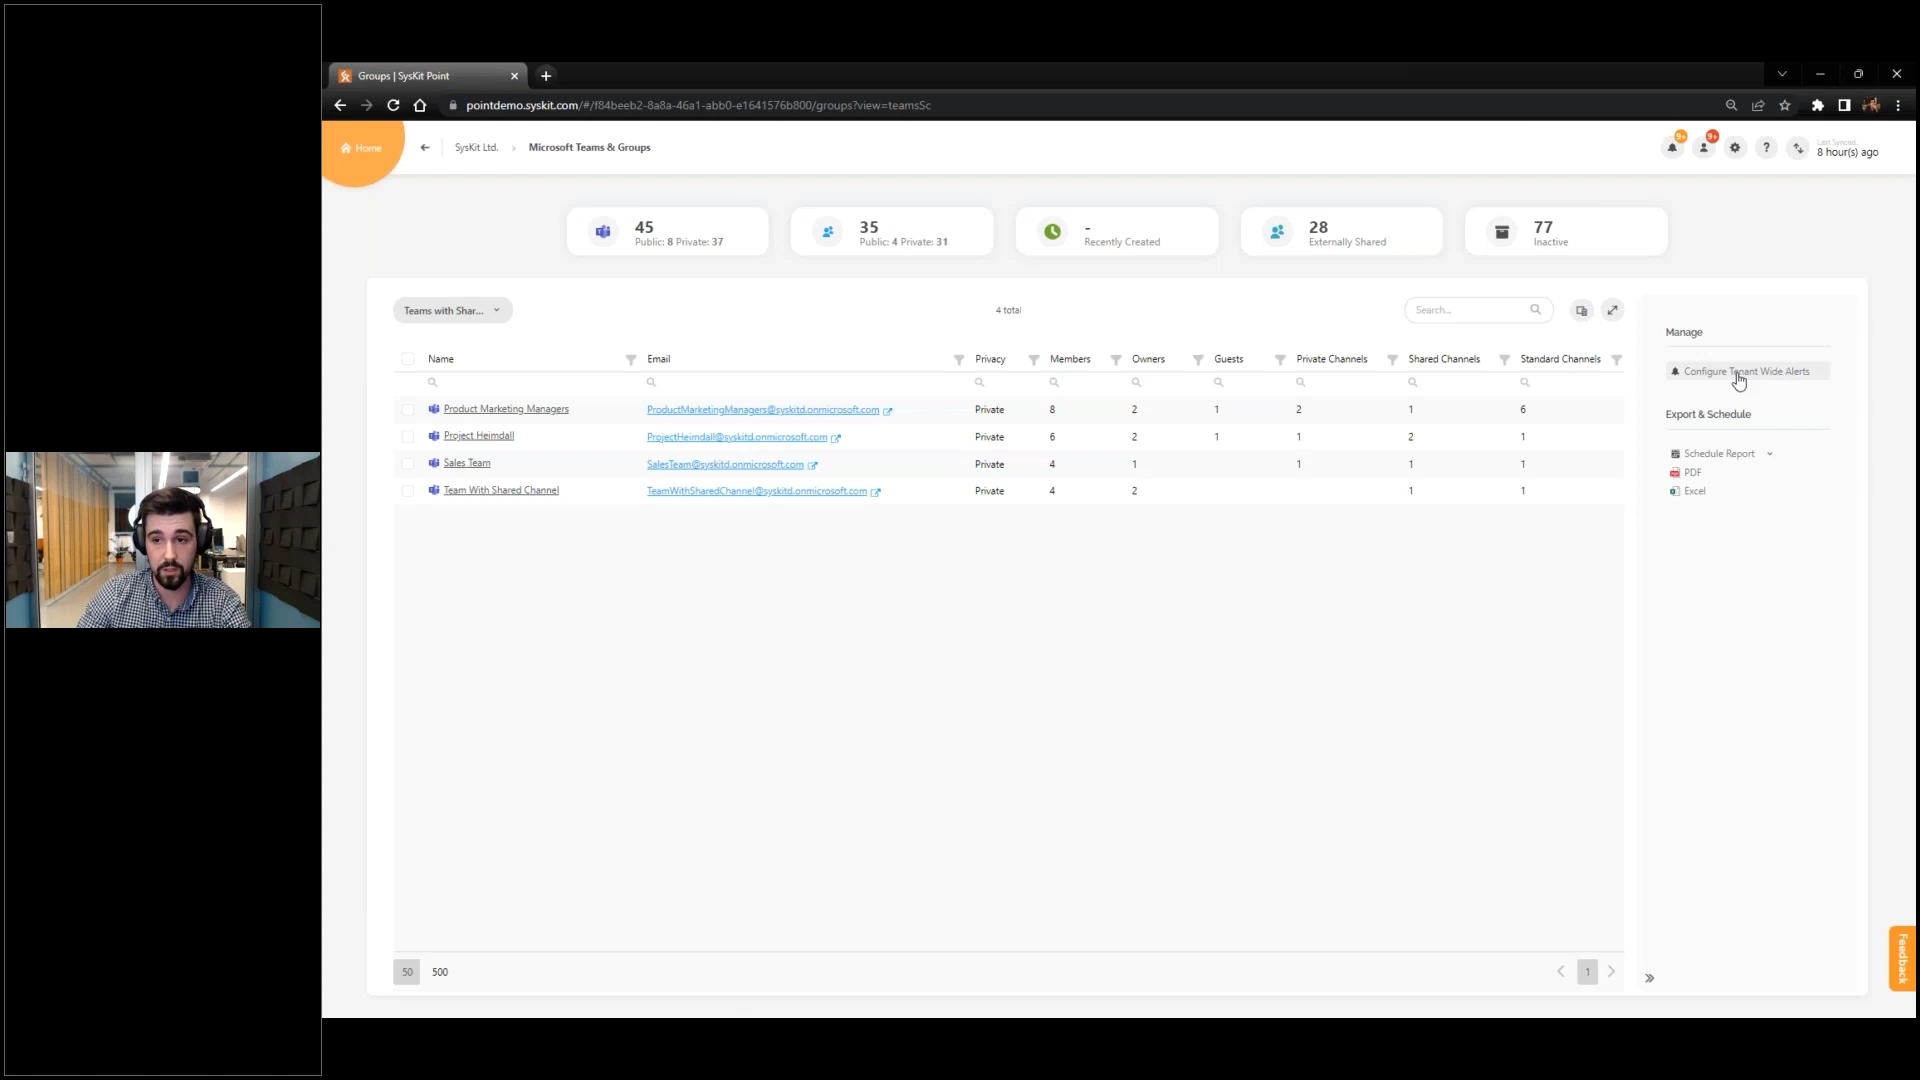 Groups | SysKit Point
pointdemo.syskit.com/#/f84beeb2-8a8a-46a1-abb0-e1641576b800/groups?view=teamsSc
Home
SysKit Ltd. › Microsoft Teams & Groups
9+
9+
Last Synced
8 hour(s) ago
45
Public: 8 Private: 37
35
Public: 4 Private: 31
-
Recently Created
28
Externally Shared
77
Inactive
Teams with Shar...
4 total
Search...
Name Email Privacy Members Owners Guests Private Channels Shared Channels Standard Channels
Product Marketing Managers ProductMarketingManagers@syskitd.onmicrosoft.com Private 8 2 1 2 1 6
Project Heimdall ProjectHeimdall@syskitd.onmicrosoft.com Private 6 2 1 1 2 1
Sales Team SalesTeam@syskitd.onmicrosoft.com Private 4 1 1 1 1
Team With Shared Channel TeamWithSharedChannel@syskitd.onmicrosoft.com Private 4 2 1 1
Manage
Configure Tenant Wide Alerts
Export & Schedule
Schedule Report
PDF
Excel
50 500
1
Feedback